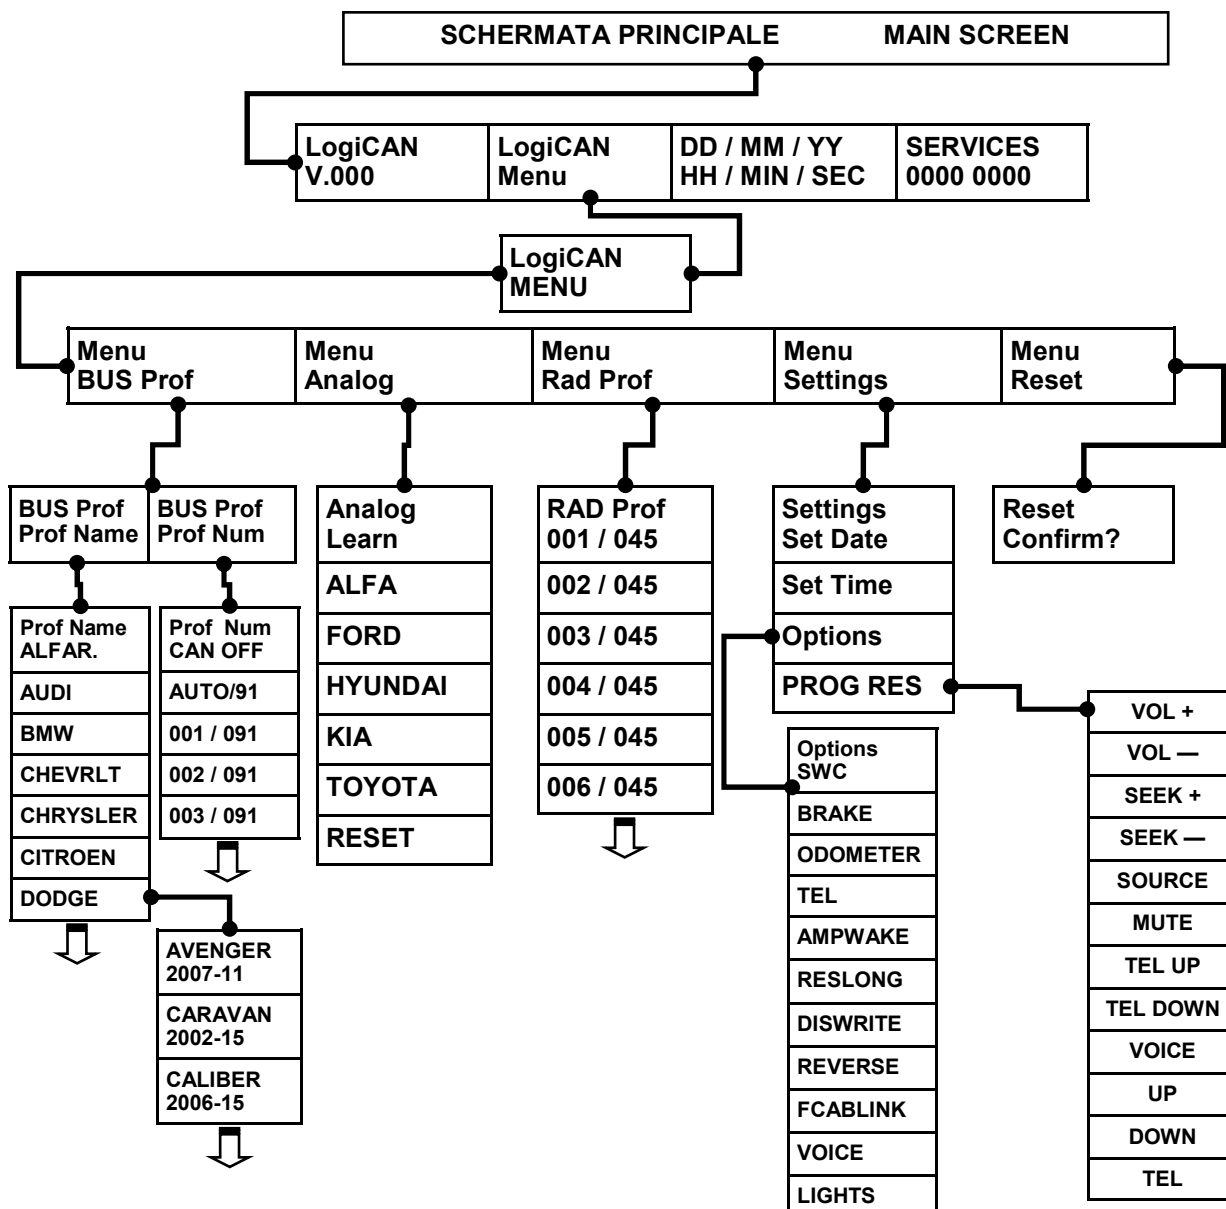 SCHERMATA PRINCIPALE MAIN SCREEN
LogiCAN
V.000
LogiCAN
Menu
DD / MM / YY
HH / MIN / SEC
SERVICES
0000 0000
LogiCAN
MENU
Menu
BUS Prof
Menu
Analog
Menu
Rad Prof
Menu
Settings
Menu
Reset
BUS Prof
Prof Name
BUS Prof
Prof Num
Prof Name
ALFAR.
AUDI
BMW
CHEVRLT
CHRYSLER
CITROEN
DODGE
Prof Num
CAN OFF
AUTO/91
001 / 091
002 / 091
003 / 091
AVENGER
2007-11
CARAVAN
2002-15
CALIBER
2006-15
Analog
Learn
ALFA
FORD
HYUNDAI
KIA
TOYOTA
RESET
RAD Prof
001 / 045
002 / 045
003 / 045
004 / 045
005 / 045
006 / 045
Settings
Set Date
Set Time
Options
PROG RES
Options
SWC
BRAKE
ODOMETER
TEL
AMPWAKE
RESLONG
DISWRITE
REVERSE
FCABLINK
VOICE
LIGHTS
Reset
Confirm?
VOL +
VOL —
SEEK +
SEEK —
SOURCE
MUTE
TEL UP
TEL DOWN
VOICE
UP
DOWN
TEL